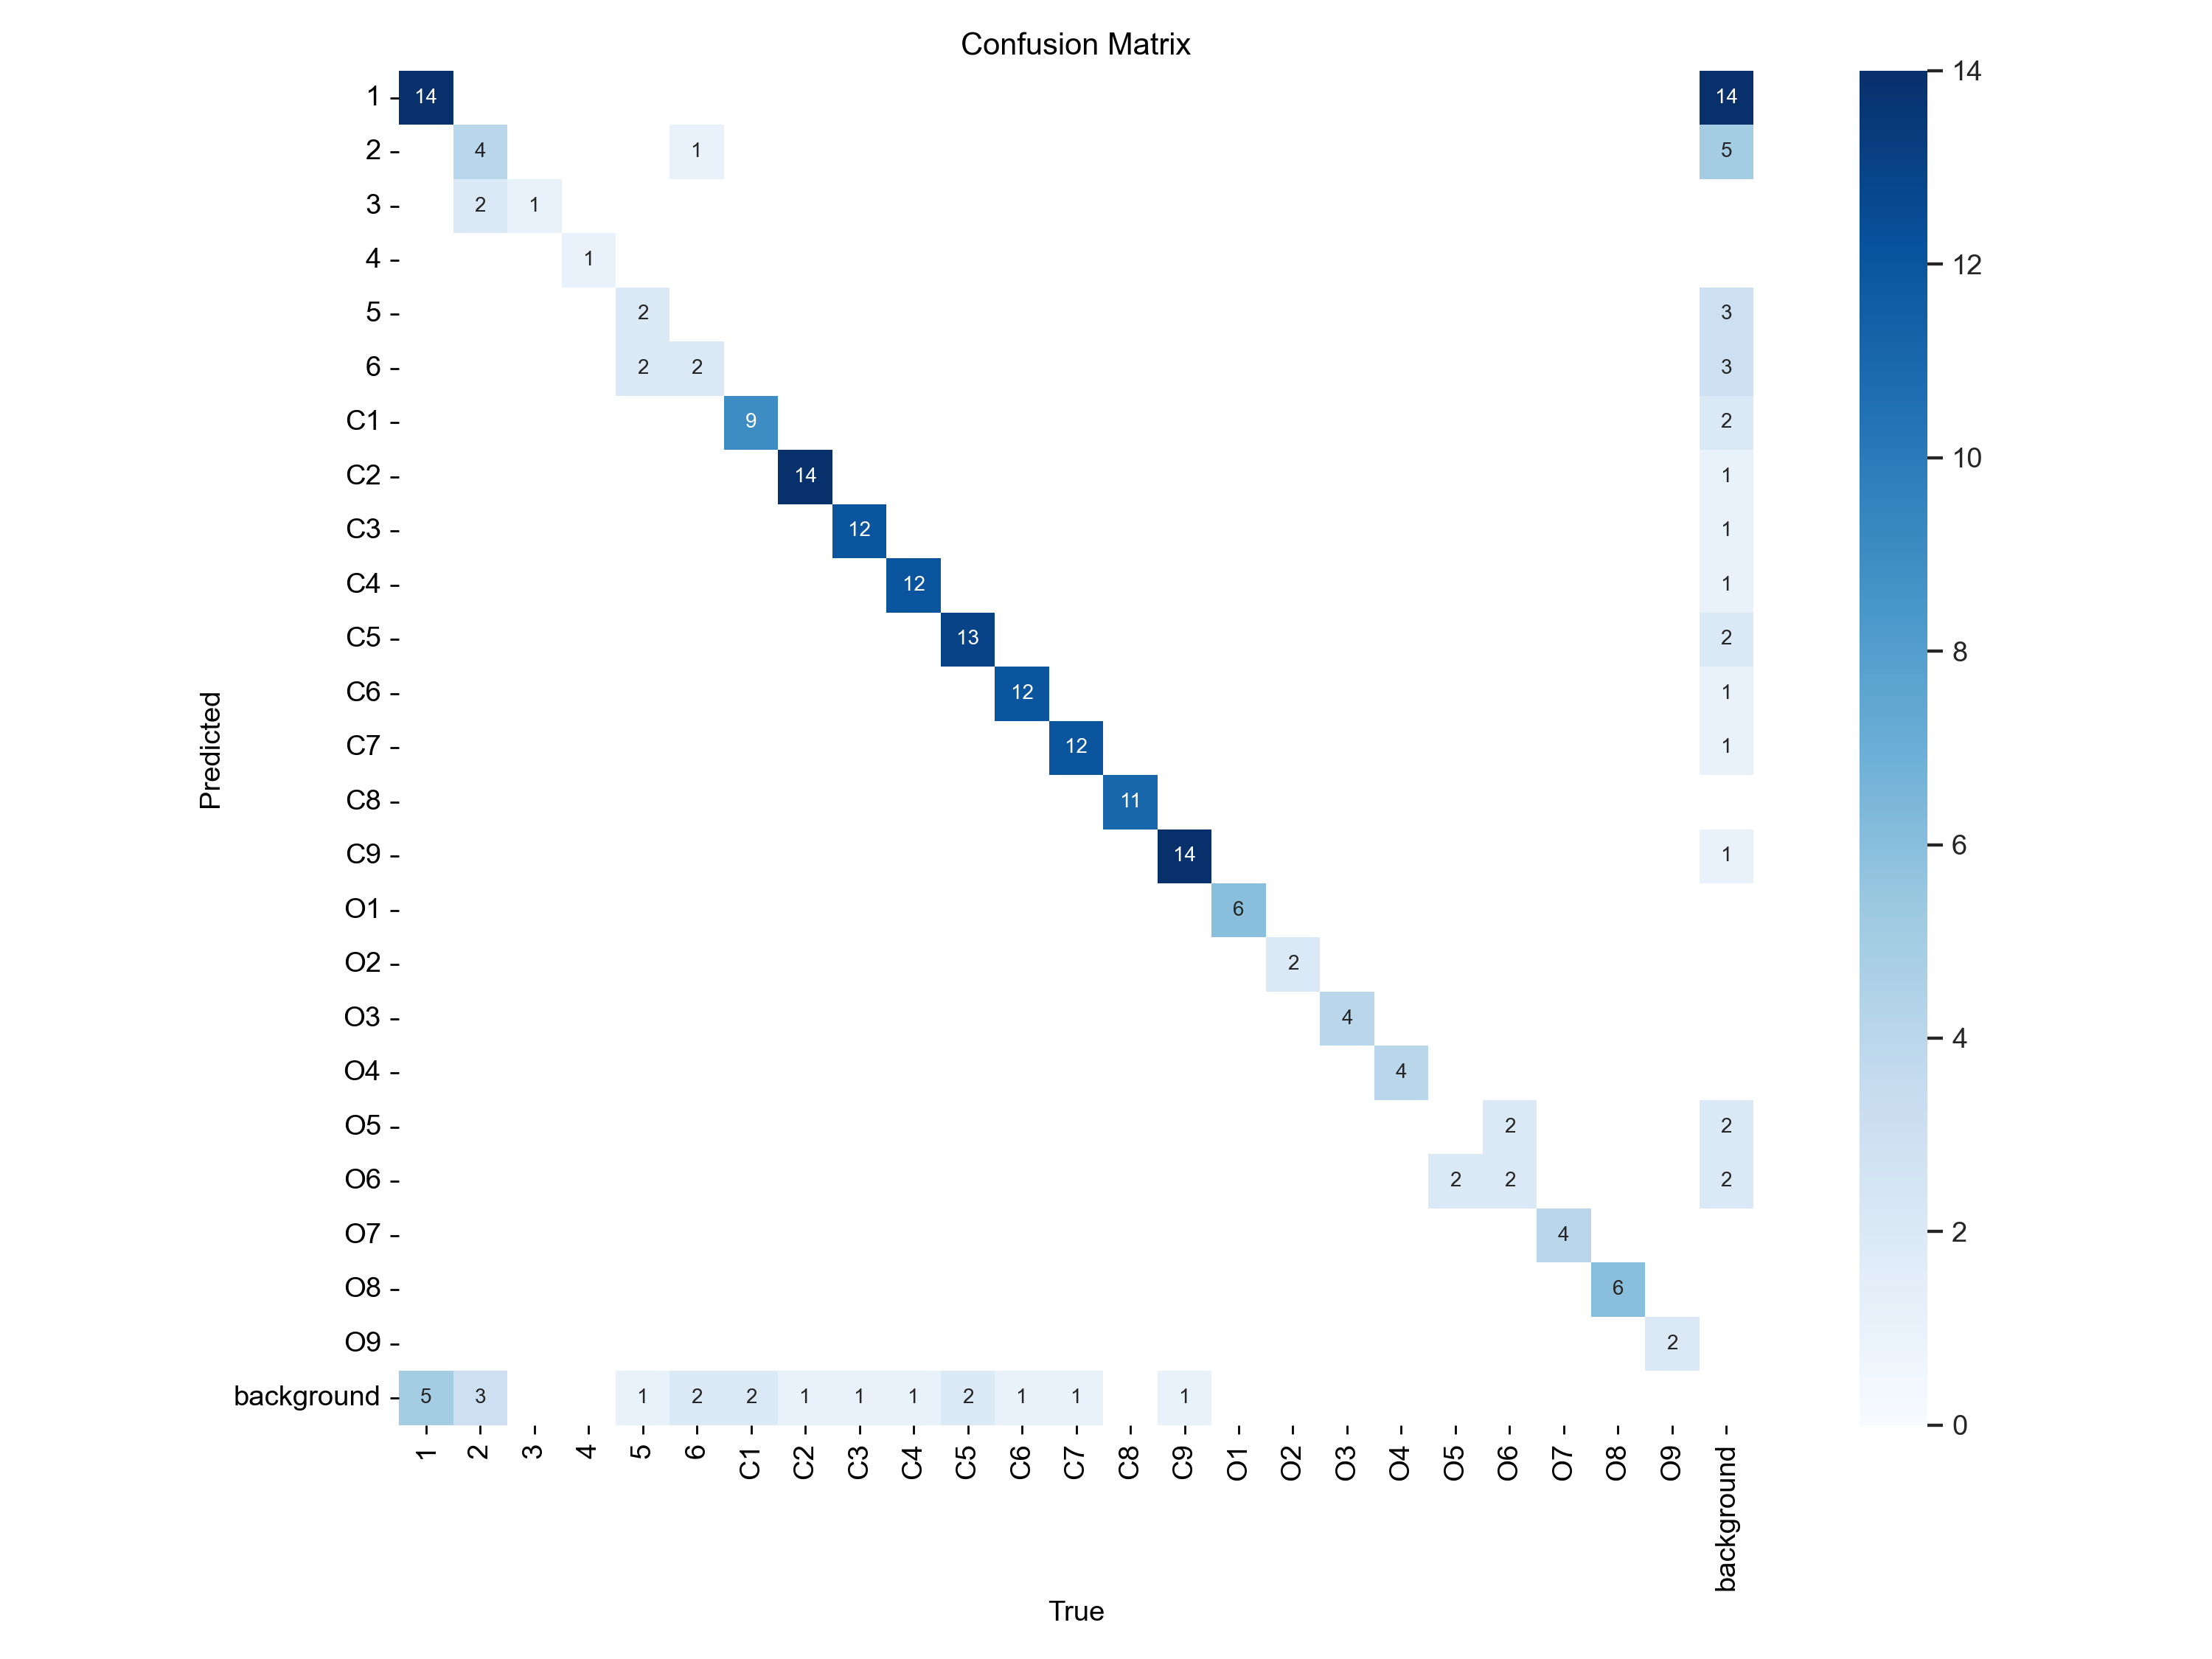 Confusion Matrix
1 14 14 14
2 4 1 5
3 2 1
4 1
12
5 2 3
6 2 2 3
C1 9 2
10
C2 14 1
C3 12 1
C4 12 1
C5 13 2
8
C6 12 1
Predicted
C7 12 1
C8 11
6
C9 14 1
O1 6
O2 2
O3 4
4
O4 4
O5 2 2
O6 2 2 2
2
O7 4
O8 6
O9 2
background 5 3 1 2 2 1 1 1 2 1 1 1
0
1 2 3 4 5 6 C1 C2 C3 C4 C5 C6 C7 C8 C9 O1 O2 O3 O4 O5 O6 O7 O8 O9 background
True